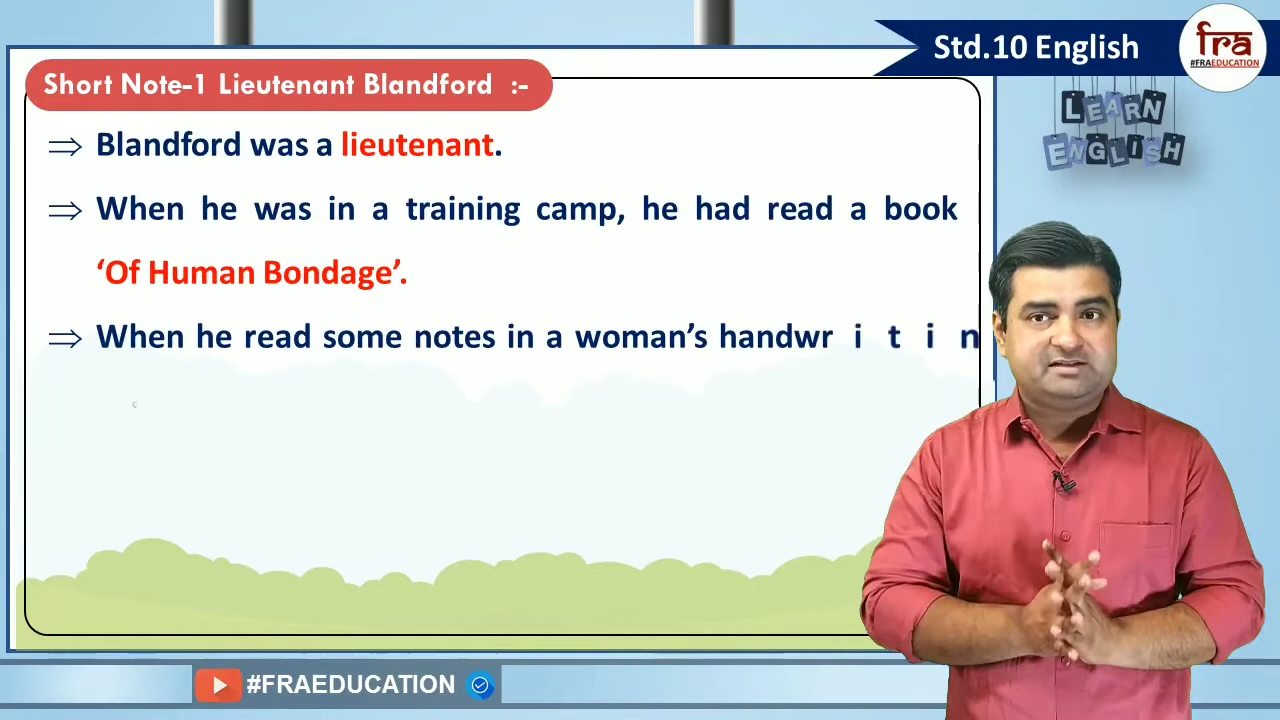 Std.10 English
fra
#FRAEDUCATION
LEARN
ENGLISH
Short Note-1 Lieutenant Blandford :-
⇒ Blandford was a lieutenant.
⇒ When he was in a training camp, he had read a book
‘Of Human Bondage’.
⇒ When he read some notes in a woman’s handwr i t i n
#FRAEDUCATION